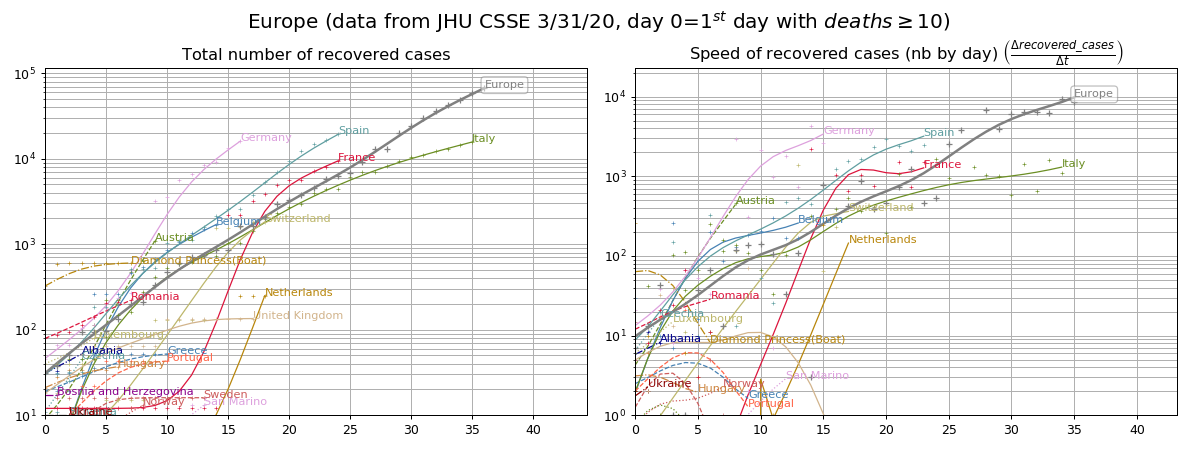 Europe (data from JHU CSSE 3/31/20, day 0=1st day with deaths ≥ 10)
Total number of recovered cases
10^5
10^4
10^3
10^2
10^1
0 5 10 15 20 25 30 35 40
Europe
Germany
Spain
Italy
France
Switzerland
Belgium
Austria
Diamond Princess(Boat)
Romania
Netherlands
United Kingdom
Luxembourg
Albania
Greece
Czechia
Portugal
Hungary
Bosnia and Herzegovina
Sweden
Norway
San Marino
Ukraine
Speed of recovered cases (nb by day) (Δrecovered_cases/Δt)
10^4
10^3
10^2
10^1
10^0
0 5 10 15 20 25 30 35 40
Europe
Germany
Spain
Italy
France
Austria
Switzerland
Belgium
Netherlands
Romania
Czechia
Luxembourg
Albania
Diamond Princess(Boat)
San Marino
Ukraine
Norway
Hungary
Greece
Portugal